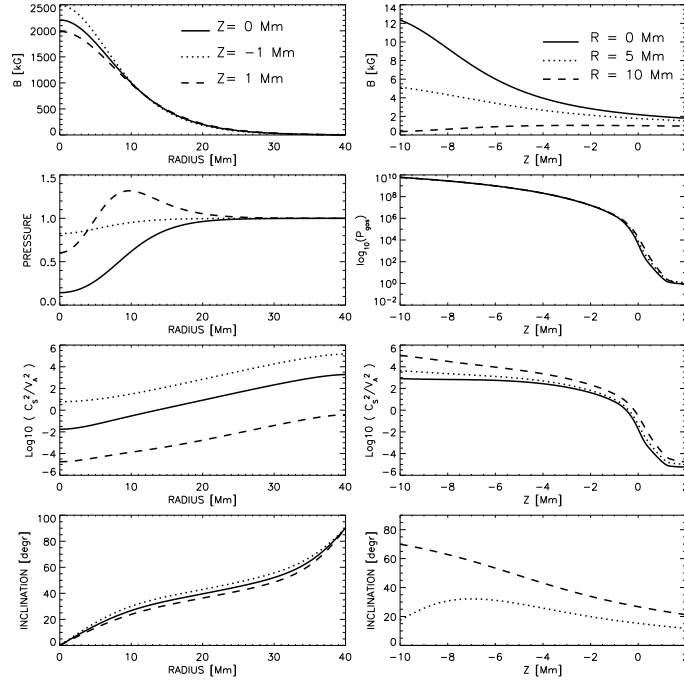 2500
2000
1500
1000
500
0
B [kG]
0 10 20 30 40
RADIUS [Mm]
Z= 0 Mm
Z= −1 Mm
Z= 1 Mm
14
12
10
8
6
4
2
0
B [kG]
−10 −8 −6 −4 −2 0 2
Z [Mm]
R = 0 Mm
R = 5 Mm
R = 10 Mm
1.5
1.0
0.5
0.0
PRESSURE
0 10 20 30 40
RADIUS [Mm]
10^10
10^8
10^6
10^4
10^2
10^0
10^−2
log10(Pgas)
−10 −8 −6 −4 −2 0 2
Z [Mm]
6
4
2
0
−2
−4
−6
Log10 ( CS^2/VA^2 )
0 10 20 30 40
RADIUS [Mm]
6
4
2
0
−2
−4
−6
Log10 ( CS^2/VA^2 )
−10 −8 −6 −4 −2 0 2
Z [Mm]
100
80
60
40
20
0
INCLINATION [degr]
0 10 20 30 40
RADIUS [Mm]
80
60
40
20
0
INCLINATION [degr]
−10 −8 −6 −4 −2 0 2
Z [Mm]